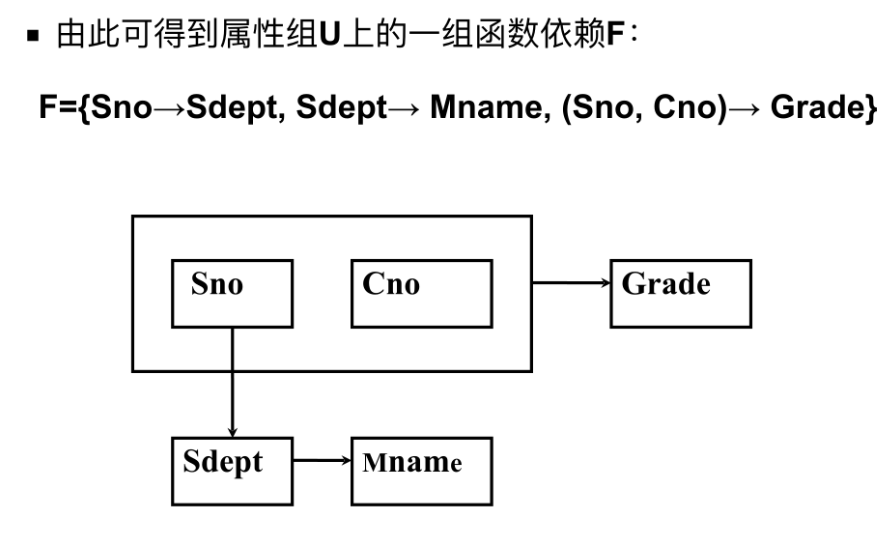 ▪ 由此可得到属性组U上的一组函数依赖F：
F={Sno→Sdept, Sdept→ Mname, (Sno, Cno)→ Grade}
Sno Cno Grade
Sdept Mname